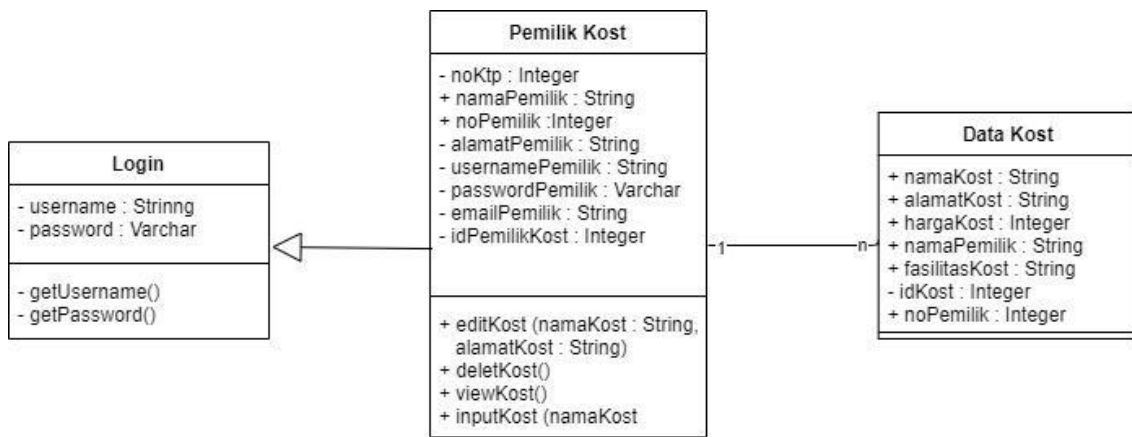 Login
- username : Strinng
- password : Varchar
- getUsername()
- getPassword()
Pemilik Kost
- noKtp : Integer
+ namaPemilik : String
+ noPemilik :Integer
- alamatPemilik : String
- usernamePemilik : String
- passwordPemilik : Varchar
- emailPemilik : String
- idPemilikKost : Integer
+ editKost (namaKost : String,
alamatKost : String)
+ deletKost()
+ viewKost()
+ inputKost (namaKost
1
n
Data Kost
+ namaKost : String
+ alamatKost : String
+ hargaKost : Integer
+ namaPemilik : String
+ fasilitasKost : String
- idKost : Integer
+ noPemilik : Integer